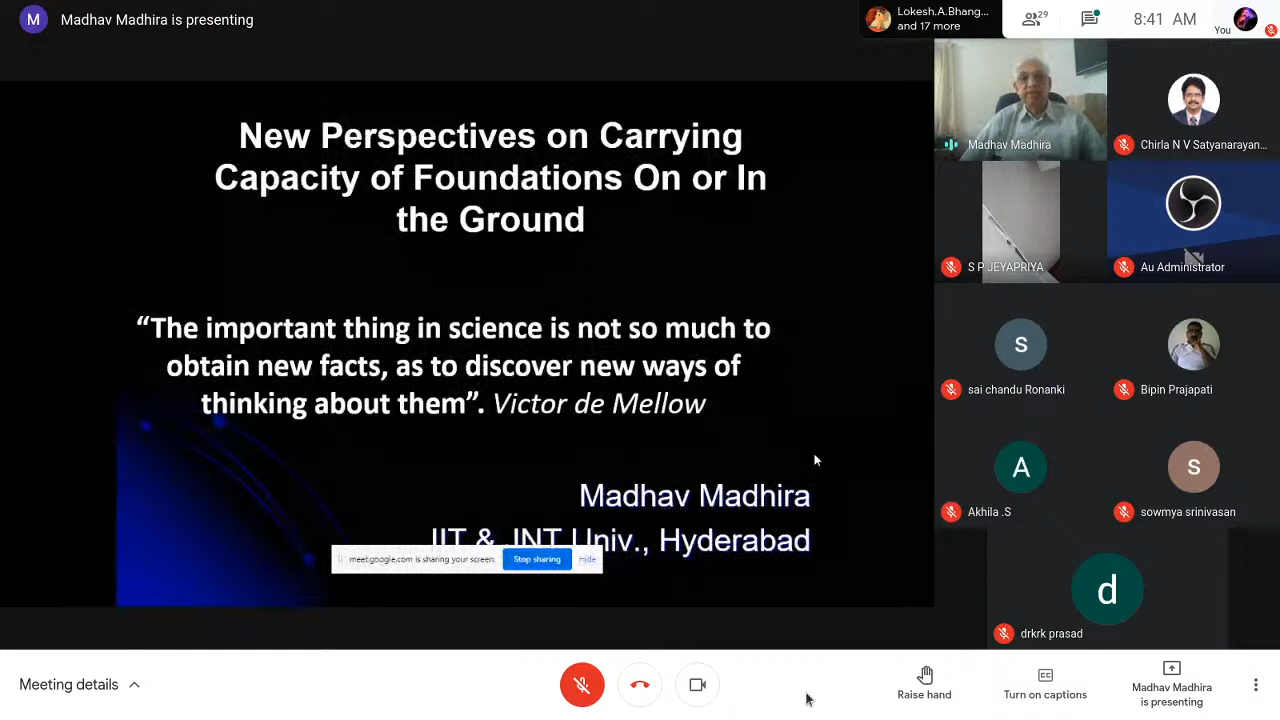 M
Madhav Madhira is presenting
Lokesh.A.Bhang...
and 17 more
29
8:41 AM
You
New Perspectives on Carrying
Capacity of Foundations On or In
the Ground
“The important thing in science is not so much to
obtain new facts, as to discover new ways of
thinking about them”. Victor de Mellow
Madhav Madhira
IIT & JNT Univ., Hyderabad
meet.google.com is sharing your screen.
Stop sharing
Hide
Madhav Madhira
Chirla N V Satyanarayan...
S P JEYAPRIYA
Au Administrator
s
sai chandu Ronanki
Bipin Prajapati
A
Akhila .S
s
sowmya srinivasan
d
drkrk prasad
Meeting details
Raise hand
CC
Turn on captions
Madhav Madhira
is presenting